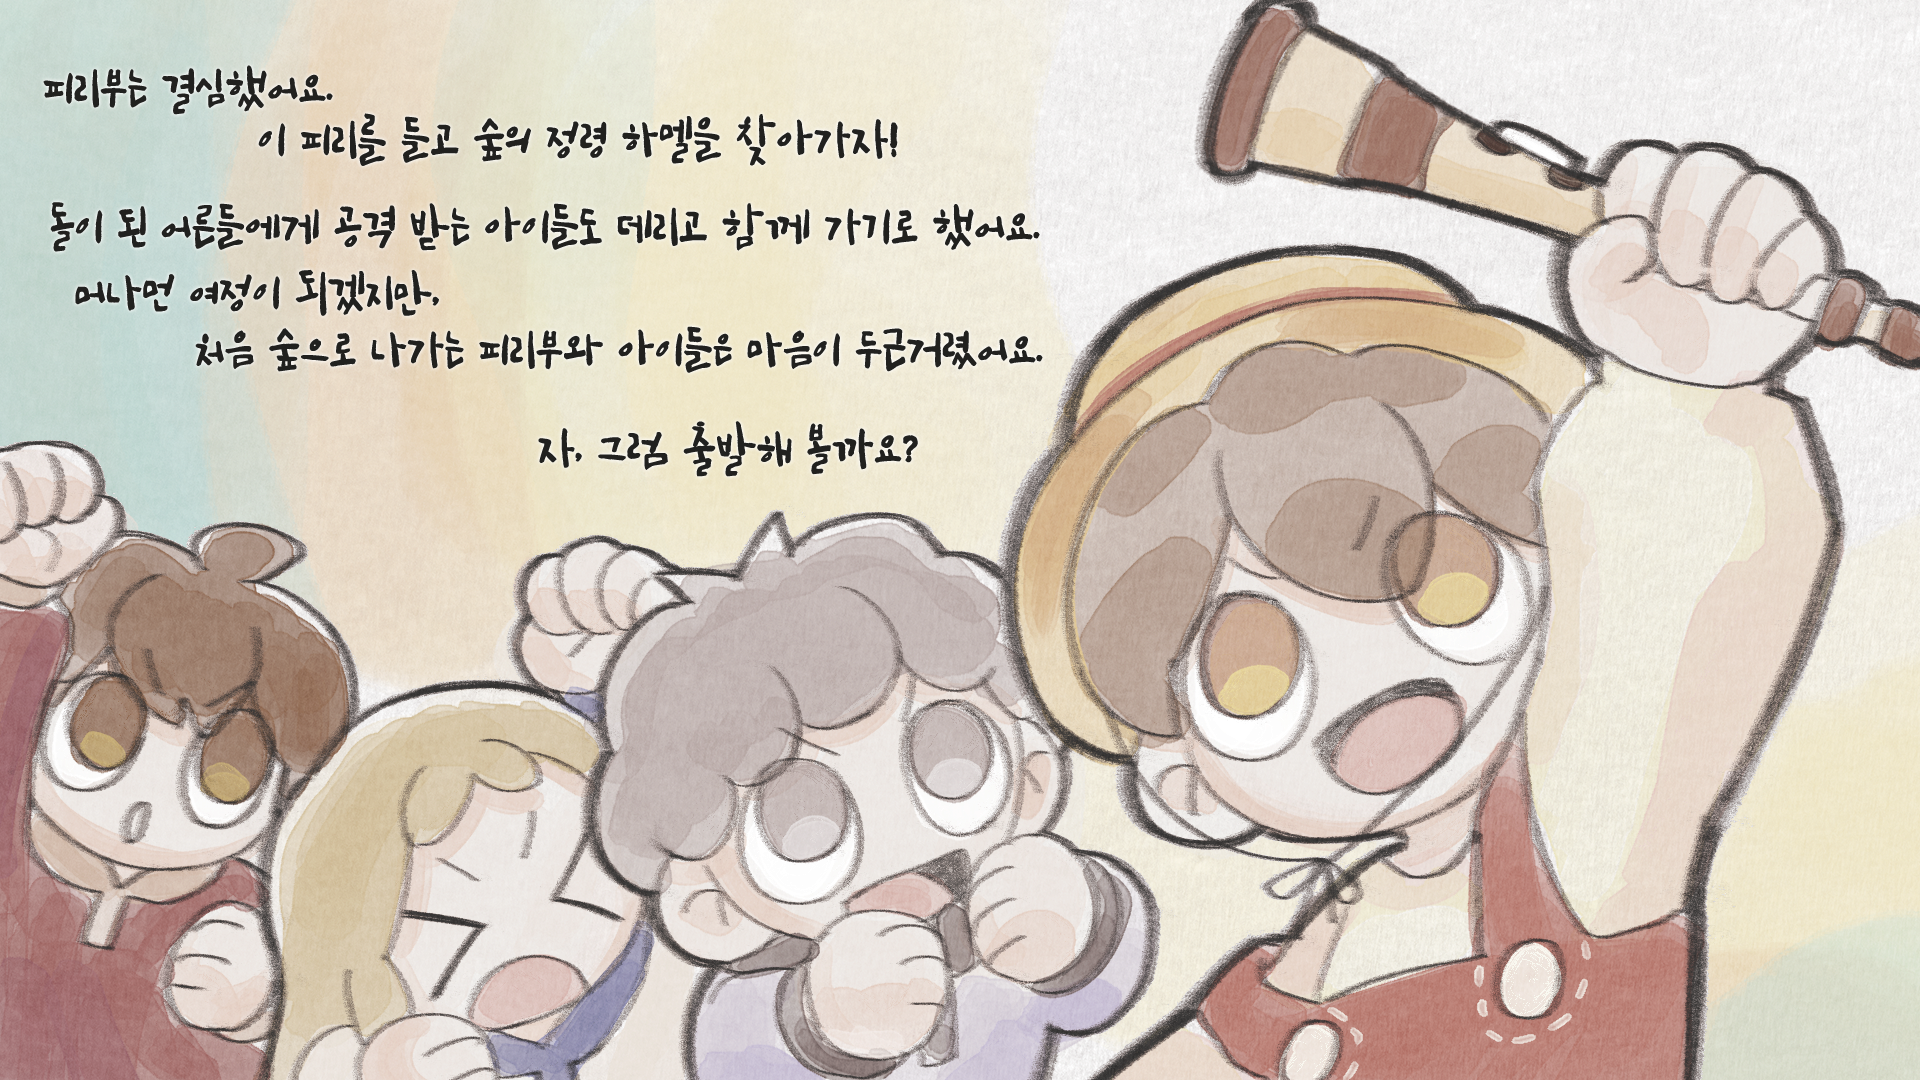 피리부는 결심했어요.
이 피리를 들고 숲의 정령 하멜을 찾아가자!
돌이 된 어른들에게 공격 받는 아이들도 데리고 함께 가기로 했어요.
머나먼 여정이 되겠지만,
처음 숲으로 나가는 피리부와 아이들은 마음이 두근거렸어요.
자, 그럼 출발해 볼까요?